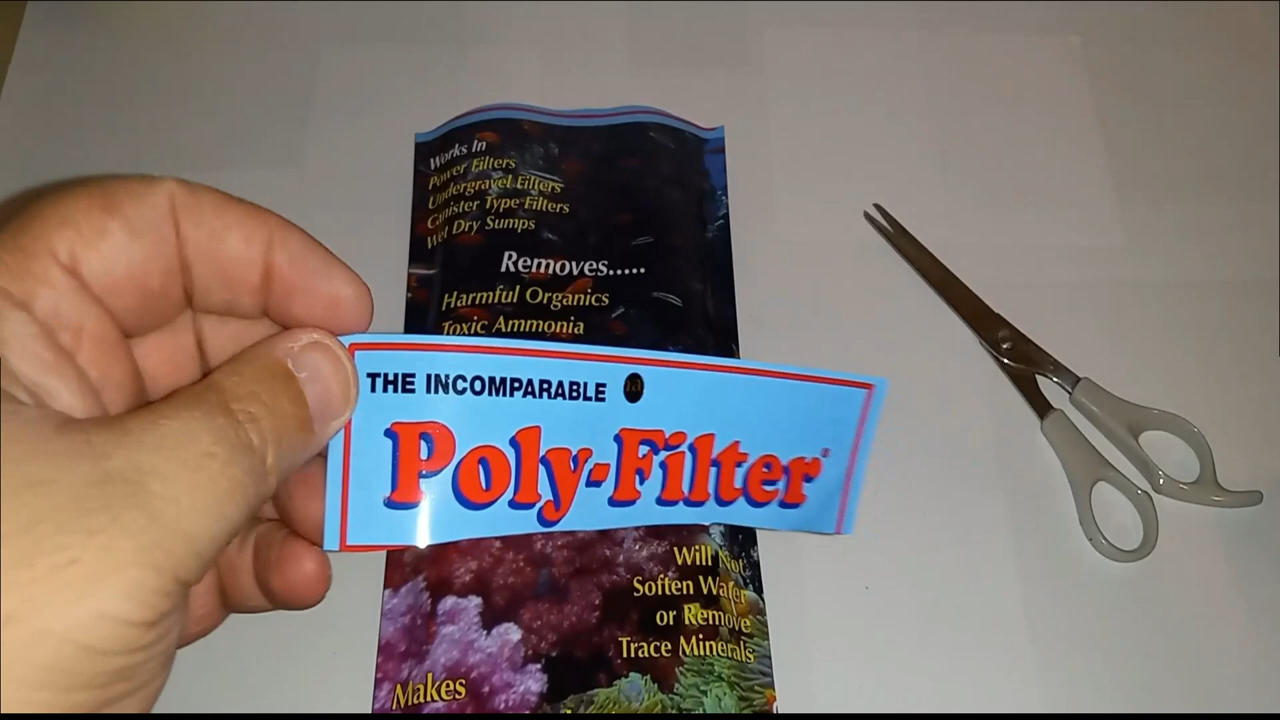 Works In
Power Filters
Undergravel Filters
Canister Type Filters
Wet Dry Sumps
Removes.....
Harmful Organics
Toxic Ammonia
THE INCOMPARABLE
Poly-Filter®
Will Not
Soften Water
or Remove
Trace Minerals
Makes